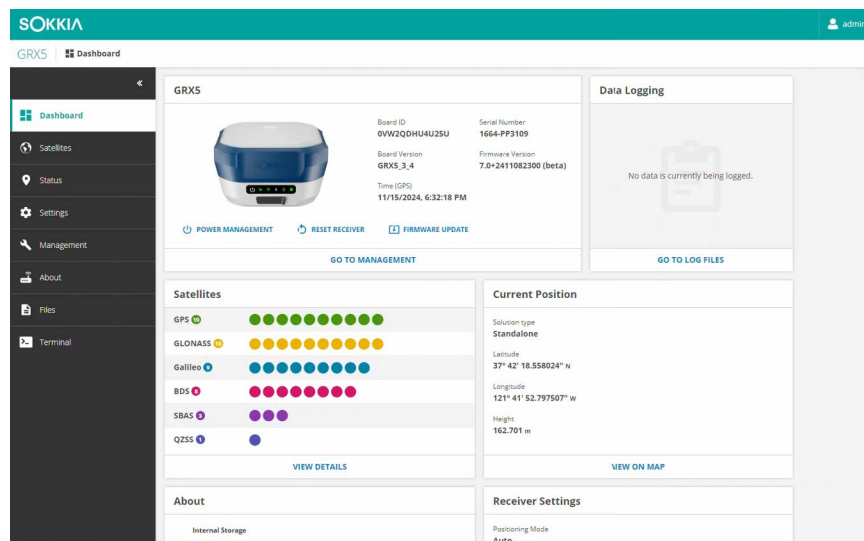 SOKKIA
admin
GRX5 Dashboard
Dashboard
Satellites
Status
Settings
Management
About
Files
Terminal
GRX5
Board ID
0VW2QDHU4U25U
Serial Number
1664-PP3109
Board Version
GRX5_3_4
Firmware Version
7.0+2411082300 (beta)
Time (GPS)
11/15/2024, 6:32:18 PM
POWER MANAGEMENT
RESET RECEIVER
FIRMWARE UPDATE
GO TO MANAGEMENT
Data Logging
No data is currently being logged.
GO TO LOG FILES
Satellites
GPS 10
GLONASS 10
Galileo 9
BDS 8
SBAS 3
QZSS 1
VIEW DETAILS
Current Position
Solution type
Standalone
Latitude
37° 42' 18.558024" N
Longitude
121° 41' 52.797507" W
Height
162.701 m
VIEW ON MAP
About
Internal Storage
Receiver Settings
Positioning Mode
Auto